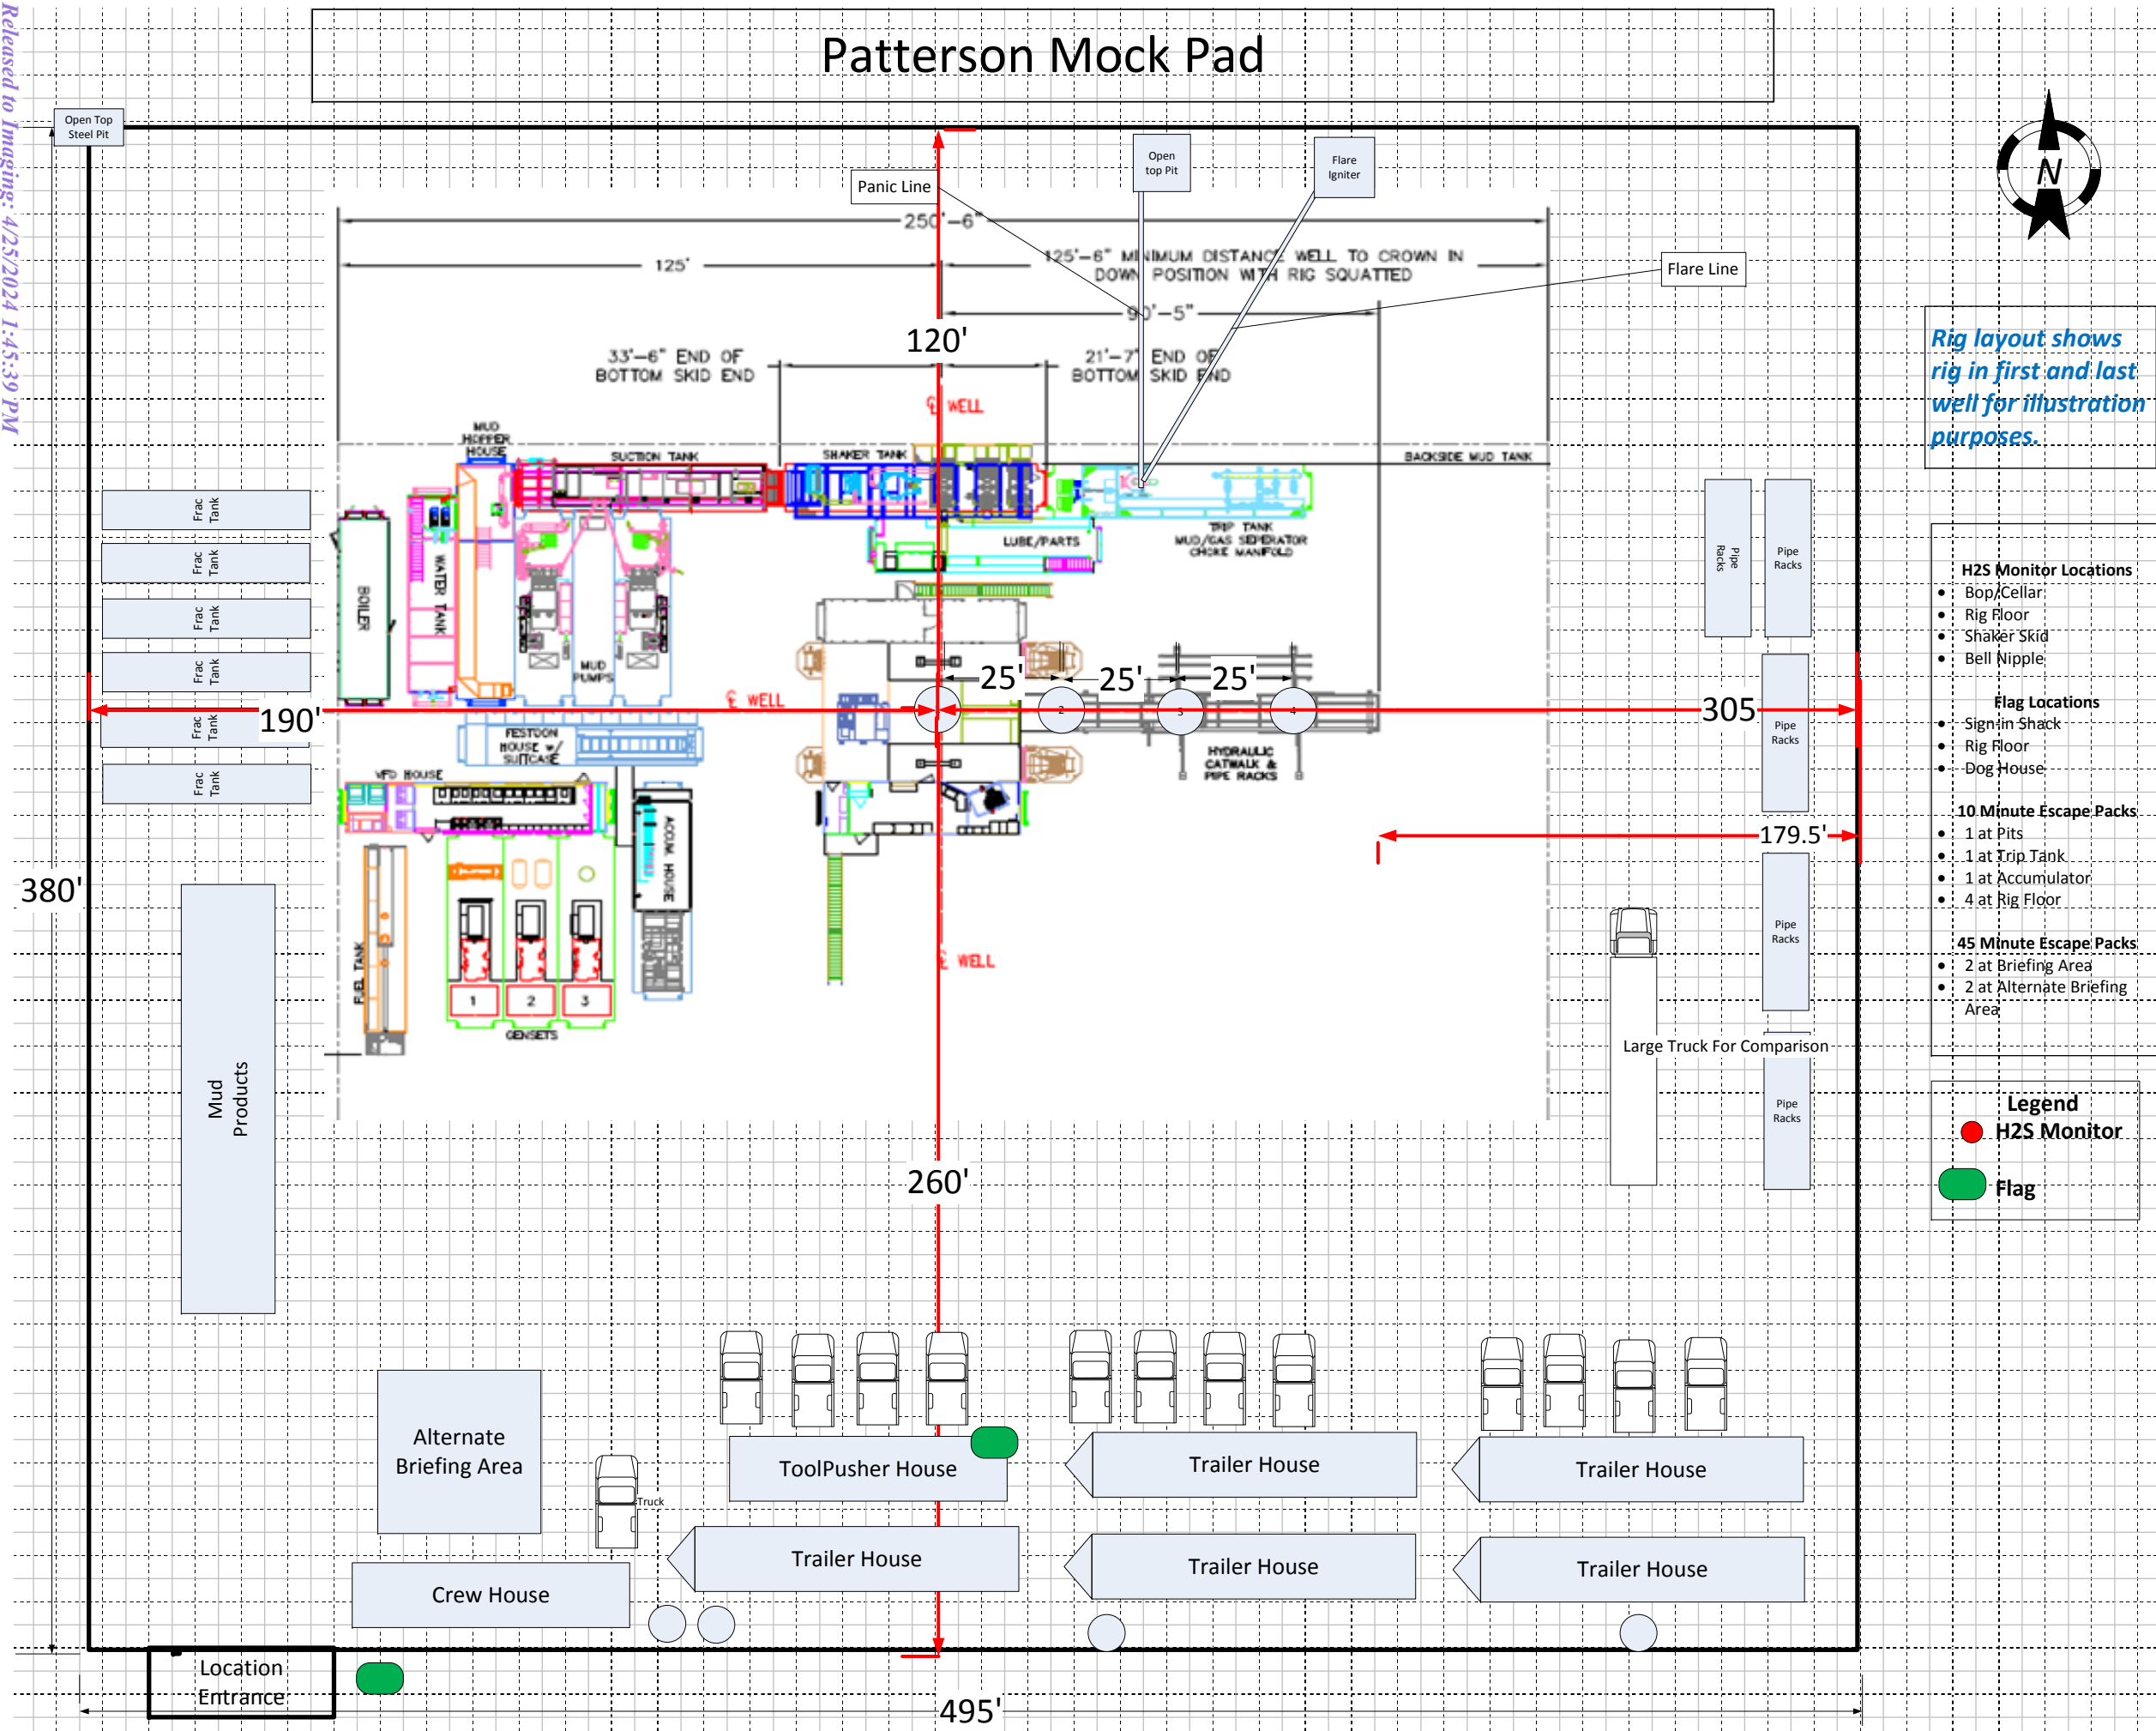 Released to Imaging: 4/25/2024 1:45:39 PM
Patterson Mock Pad
Open Top
Steel Pit
Open
top Pit
Flare
Igniter
N
Panic Line
250'-6"
125'
125'-6" MINIMUM DISTANCE WELL TO CROWN IN
DOWN POSITION WITH RIG SQUATTED
Flare Line
90'-5"
120'
33'-6" END OF
BOTTOM SKID END
21'-7" END OF
BOTTOM SKID END
℄ WELL
Rig layout shows
rig in first and last
well for illustration
purposes.
MUD
HOPPER
HOUSE
SUCTION TANK
SHAKER TANK
BACKSIDE MUD TANK
Frac
Tank
Frac
Tank
Frac
Tank
Frac
Tank
Frac
Tank
Frac
Tank
BOILER
WATER TANK
MUD
PUMPS
LUBE/PARTS
TRIP TANK
MUD/GAS SEPERATOR
CHOKE MANIFOLD
Pipe
Racks
Pipe
Racks
Pipe
Racks
Pipe
Racks
Pipe
Racks
H2S Monitor Locations
• Bop/Cellar
• Rig Floor
• Shaker Skid
• Bell Nipple
Flag Locations
• Sign-in Shack
• Rig Floor
• Dog House
10 Minute Escape Packs
• 1 at Pits
• 1 at Trip Tank
• 1 at Accumulator
• 4 at Rig Floor
45 Minute Escape Packs
• 2 at Briefing Area
• 2 at Alternate Briefing
Area
25'
25'
25'
℄ WELL
190'
2
3
4
305
FESTOON
HOUSE w/
SUITCASE
HYDRAULIC
CATWALK &
PIPE RACKS
VFD HOUSE
ACCUM. HOUSE
179.5'
380'
FUEL TANK
℄ WELL
1
2
3
GENSETS
Mud
Products
Large Truck For Comparison
Legend
H2S Monitor
Flag
260'
Alternate
Briefing Area
Truck
ToolPusher House
Trailer House
Trailer House
Trailer House
Trailer House
Trailer House
Crew House
Location
Entrance
495'